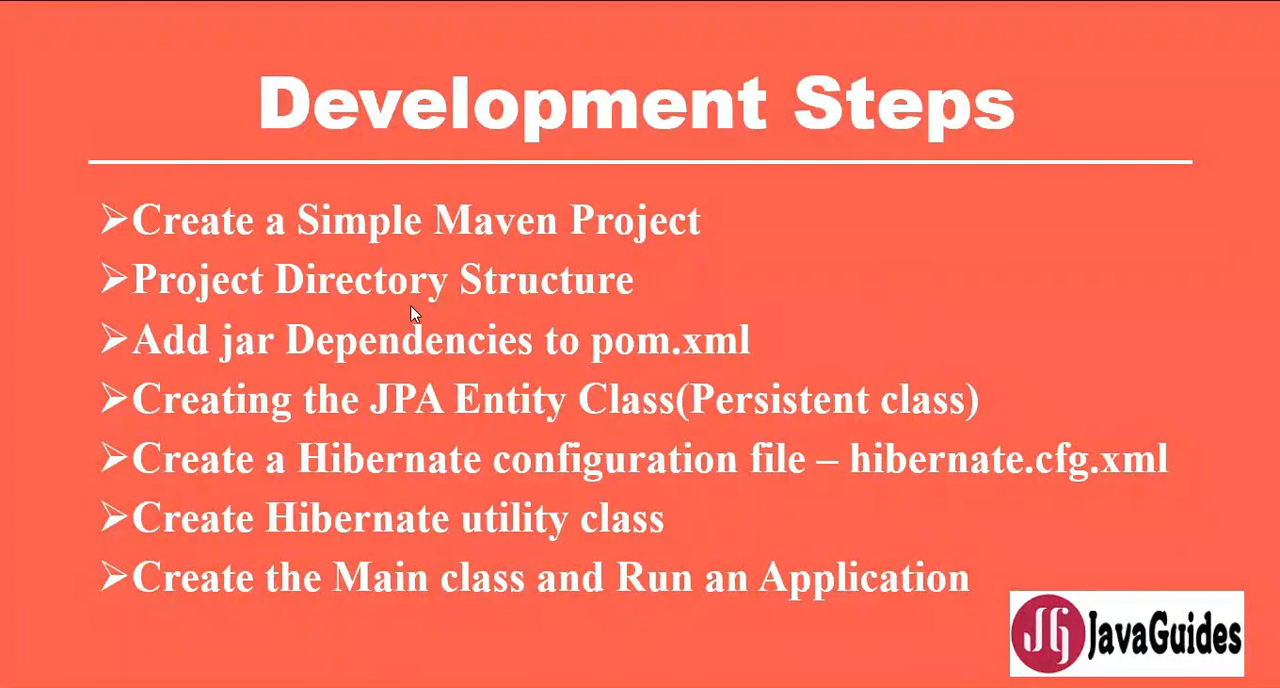 Development Steps
➢Create a Simple Maven Project
➢Project Directory Structure
➢Add jar Dependencies to pom.xml
➢Creating the JPA Entity Class(Persistent class)
➢Create a Hibernate configuration file – hibernate.cfg.xml
➢Create Hibernate utility class
➢Create the Main class and Run an Application
JG JavaGuides